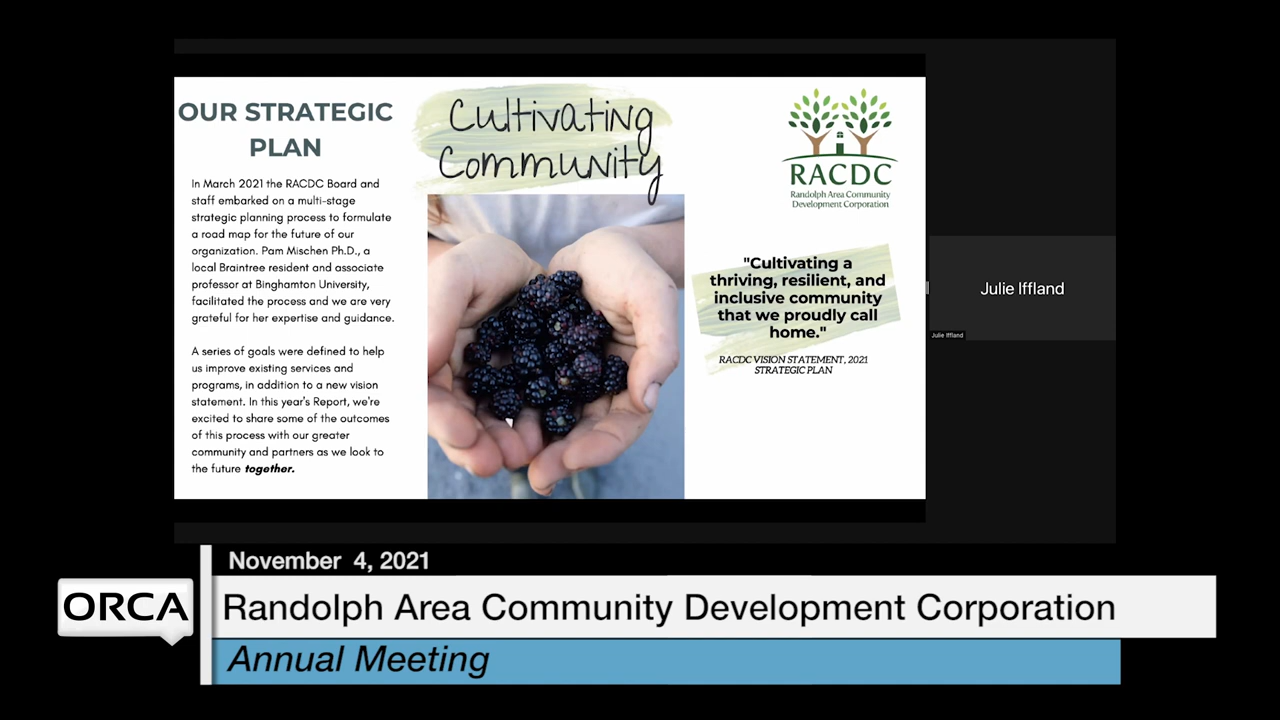 OUR STRATEGIC
PLAN
In March 2021 the RACDC Board and
staff embarked on a multi-stage
strategic planning process to formulate
a road map for the future of our
organization. Pam Mischen Ph.D., a
local Braintree resident and associate
professor at Binghamton University,
facilitated the process and we are very
grateful for her expertise and guidance.
A series of goals were defined to help
us improve existing services and
programs, in addition to a new vision
statement. In this year's Report, we're
excited to share some of the outcomes
of this process with our greater
community and partners as we look to
the future together.
Cultivating
Community
RACDC
Randolph Area Community
Development Corporation
"Cultivating a
thriving, resilient, and
inclusive community
that we proudly call
home."
RACDC VISION STATEMENT, 2021
STRATEGIC PLAN
Julie Iffland
Julie Iffland
November 4, 2021
ORCA
Randolph Area Community Development Corporation
Annual Meeting